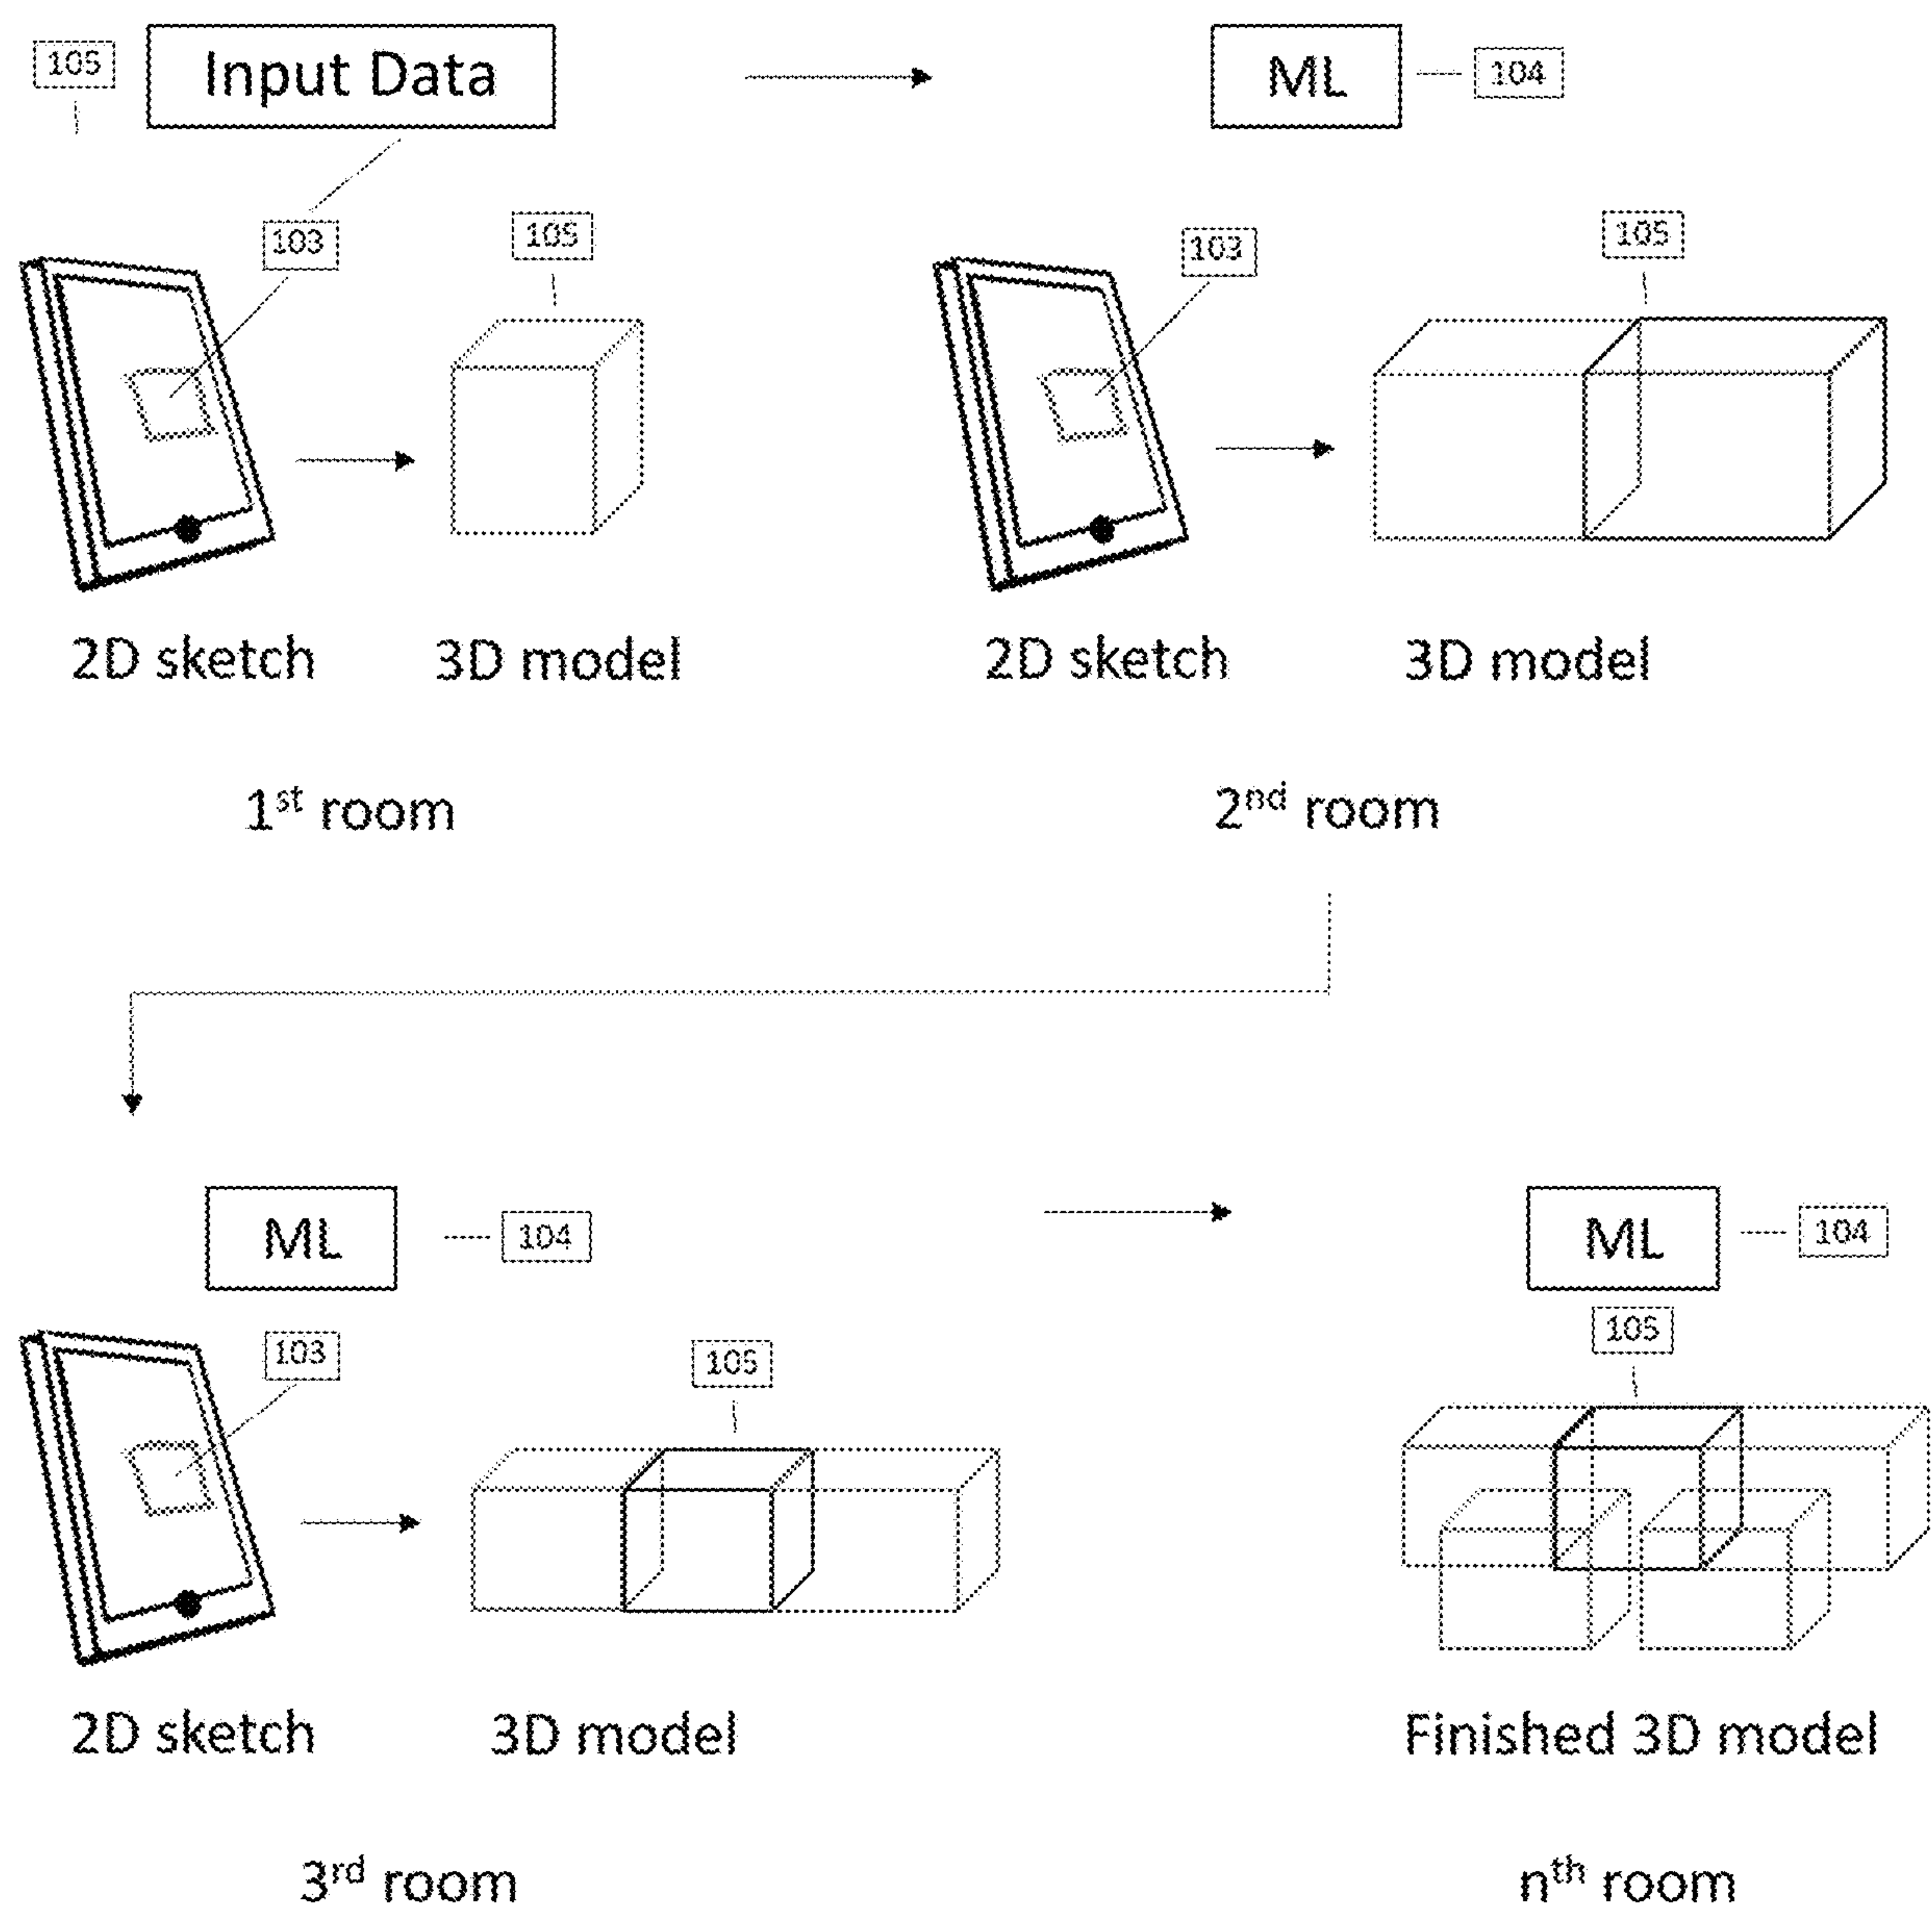 105
Input Data
ML
104
103
105
103
105
2D sketch
3D model
2D sketch
3D model
1st room
2nd room
ML
104
ML
104
103
105
105
2D sketch
3D model
Finished 3D model
3rd room
nth room